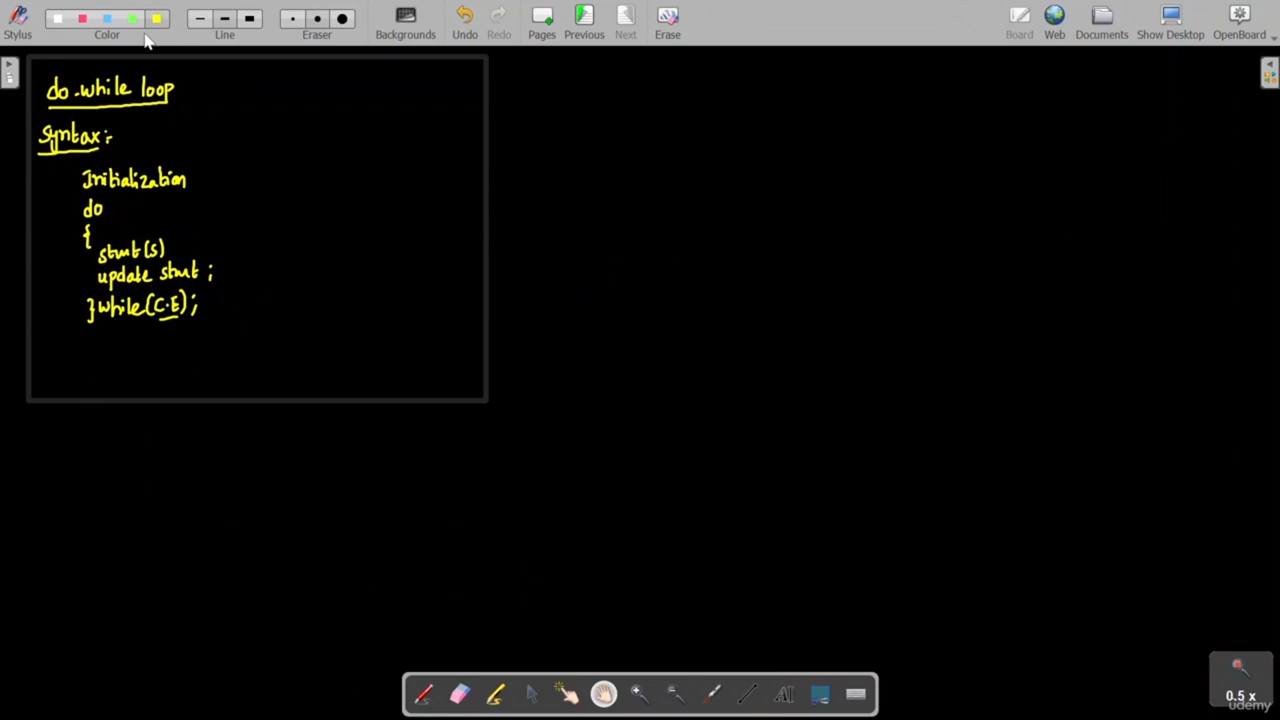 Stylus
Color
Line
Eraser
Backgrounds
Undo
Redo
Pages
Previous
Next
Erase
Board
Web
Documents
Show Desktop
OpenBoard
do-while loop
Syntax:
Initialization
do
{
stmt(s)
update stmt ;
}while(C.E);
AI
0.5 x
udemy